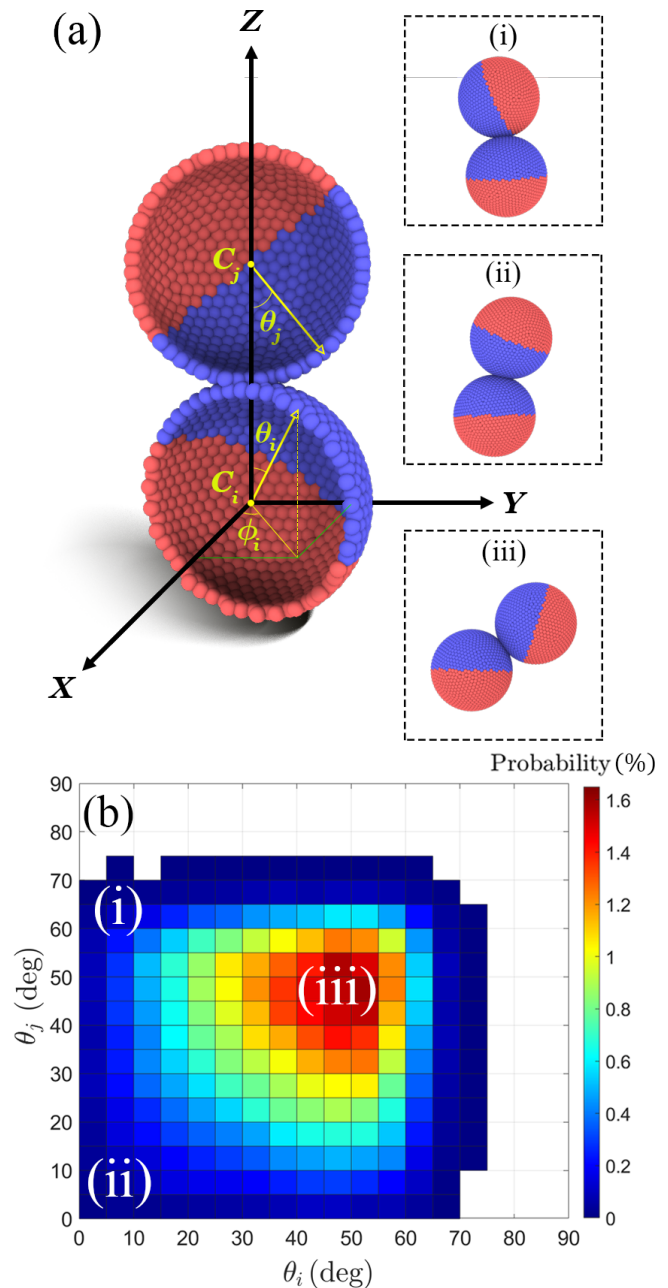 (a)
Z
C_j
θ_j
θ_i
C_i
Y
ϕ_i
X
(i)
(ii)
(iii)
Probability (%)
(b)
90
80
70
60
50
40
30
20
10
0
θ_j (deg)
(i)
(iii)
(ii)
0 10 20 30 40 50 60 70 80 90
θ_i (deg)
1.6
1.4
1.2
1
0.8
0.6
0.4
0.2
0